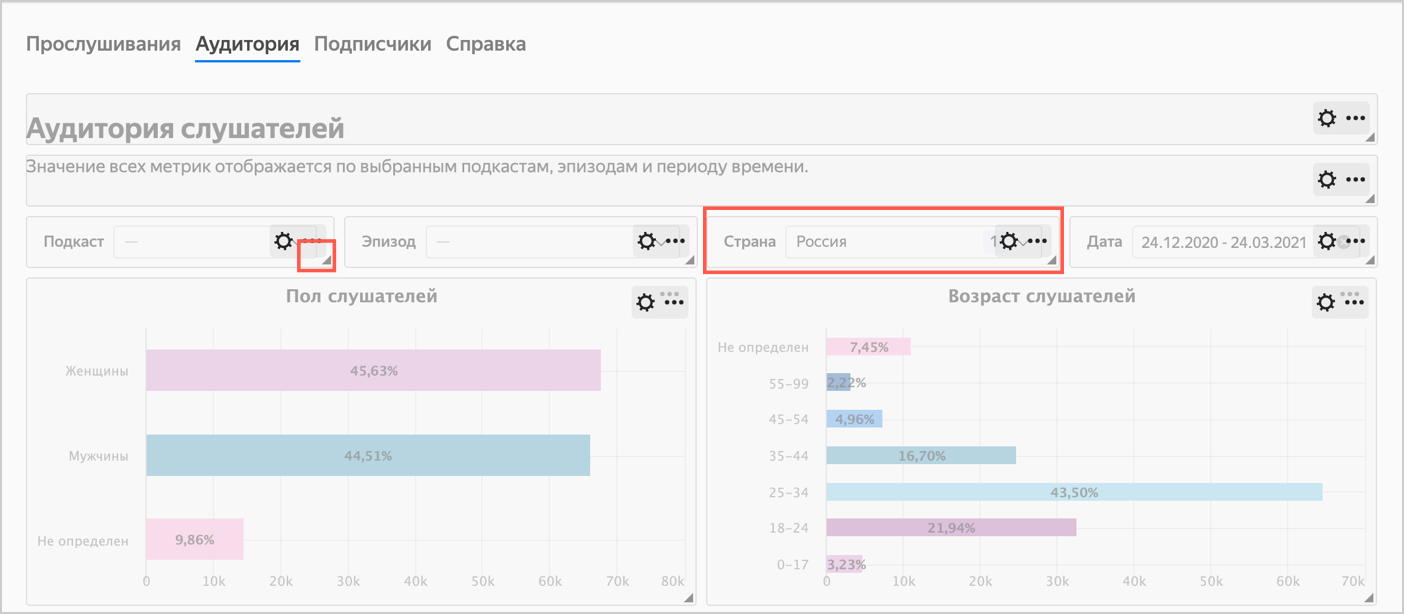 Прослушивания Аудитория Подписчики Справка
Аудитория слушателей
Значение всех метрик отображается по выбранным подкастам, эпизодам и периоду времени.
Подкаст — Эпизод — Страна Россия 1 Дата 24.12.2020 - 24.03.2021
Пол слушателей
Женщины 45,63%
Мужчины 44,51%
Не определен 9,86%
0 10k 20k 30k 40k 50k 60k 70k 80k
Возраст слушателей
Не определен 7,45%
55–99 2,22%
45–54 4,96%
35–44 16,70%
25–34 43,50%
18–24 21,94%
0–17 3,23%
0 10k 20k 30k 40k 50k 60k 70k